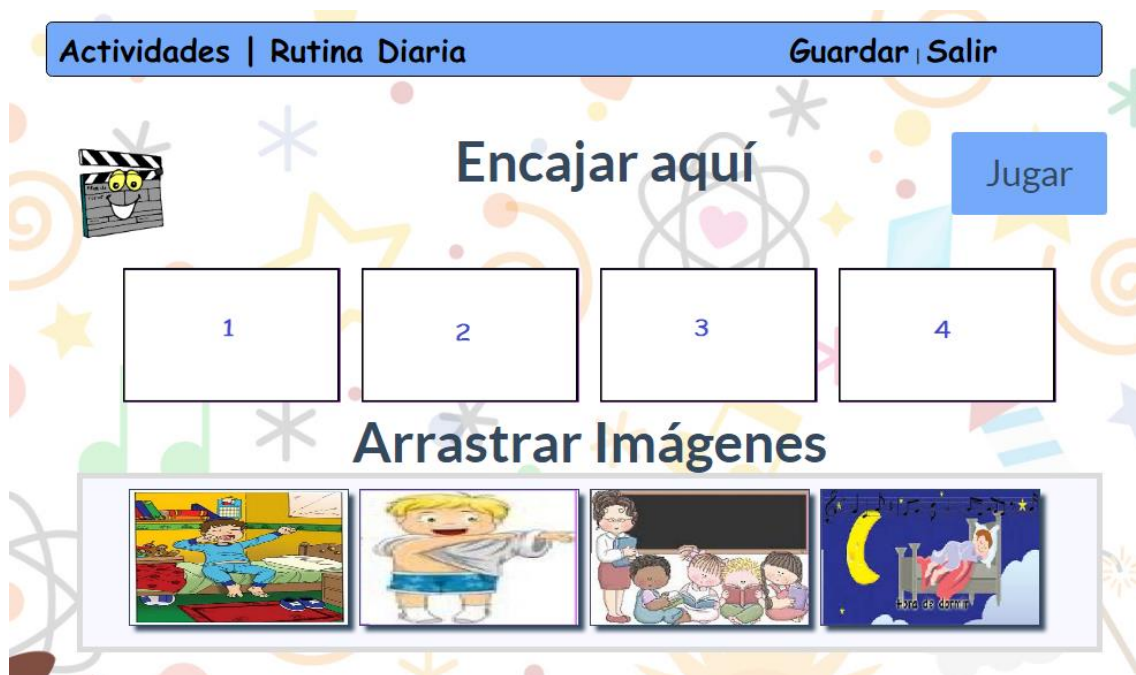 Actividades | Rutina Diaria
Guardar | Salir
Encajar aquí
Jugar
1
2
3
4
Arrastrar Imágenes
Hora de dormir